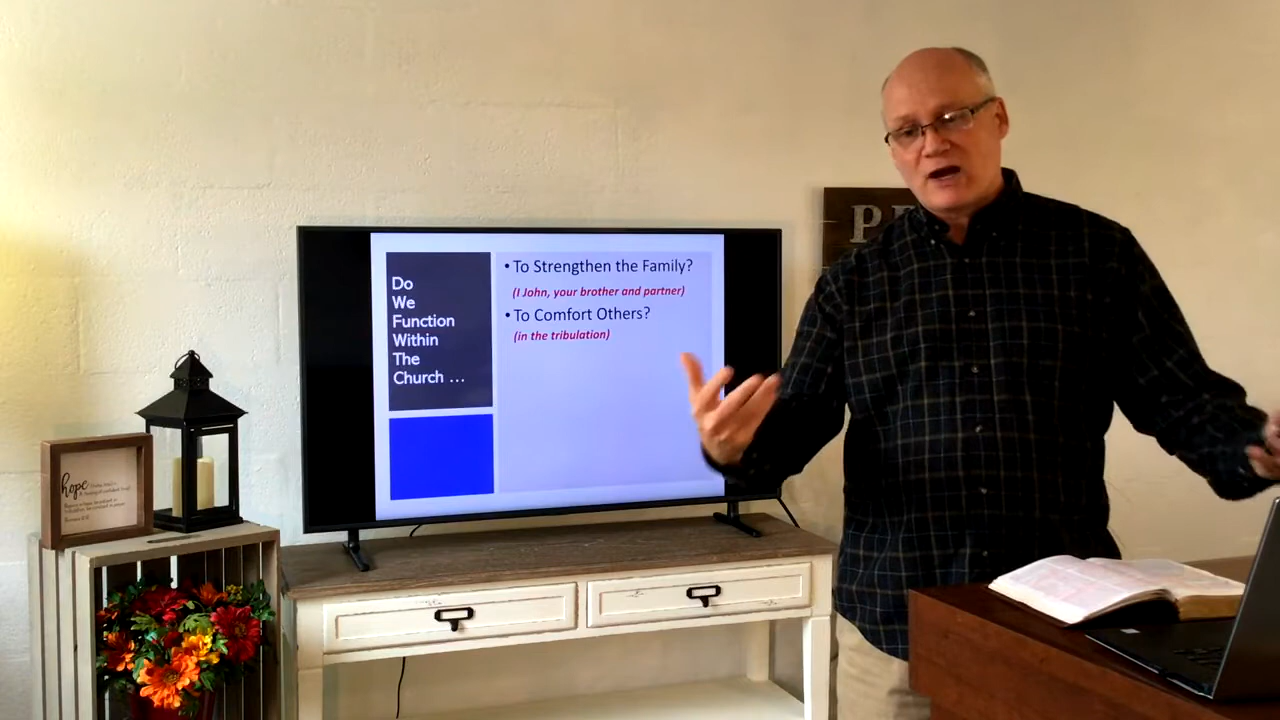 Do
We
Function
Within
The
Church ...
• To Strengthen the Family?
(I John, your brother and partner)
• To Comfort Others?
(in the tribulation)
hope